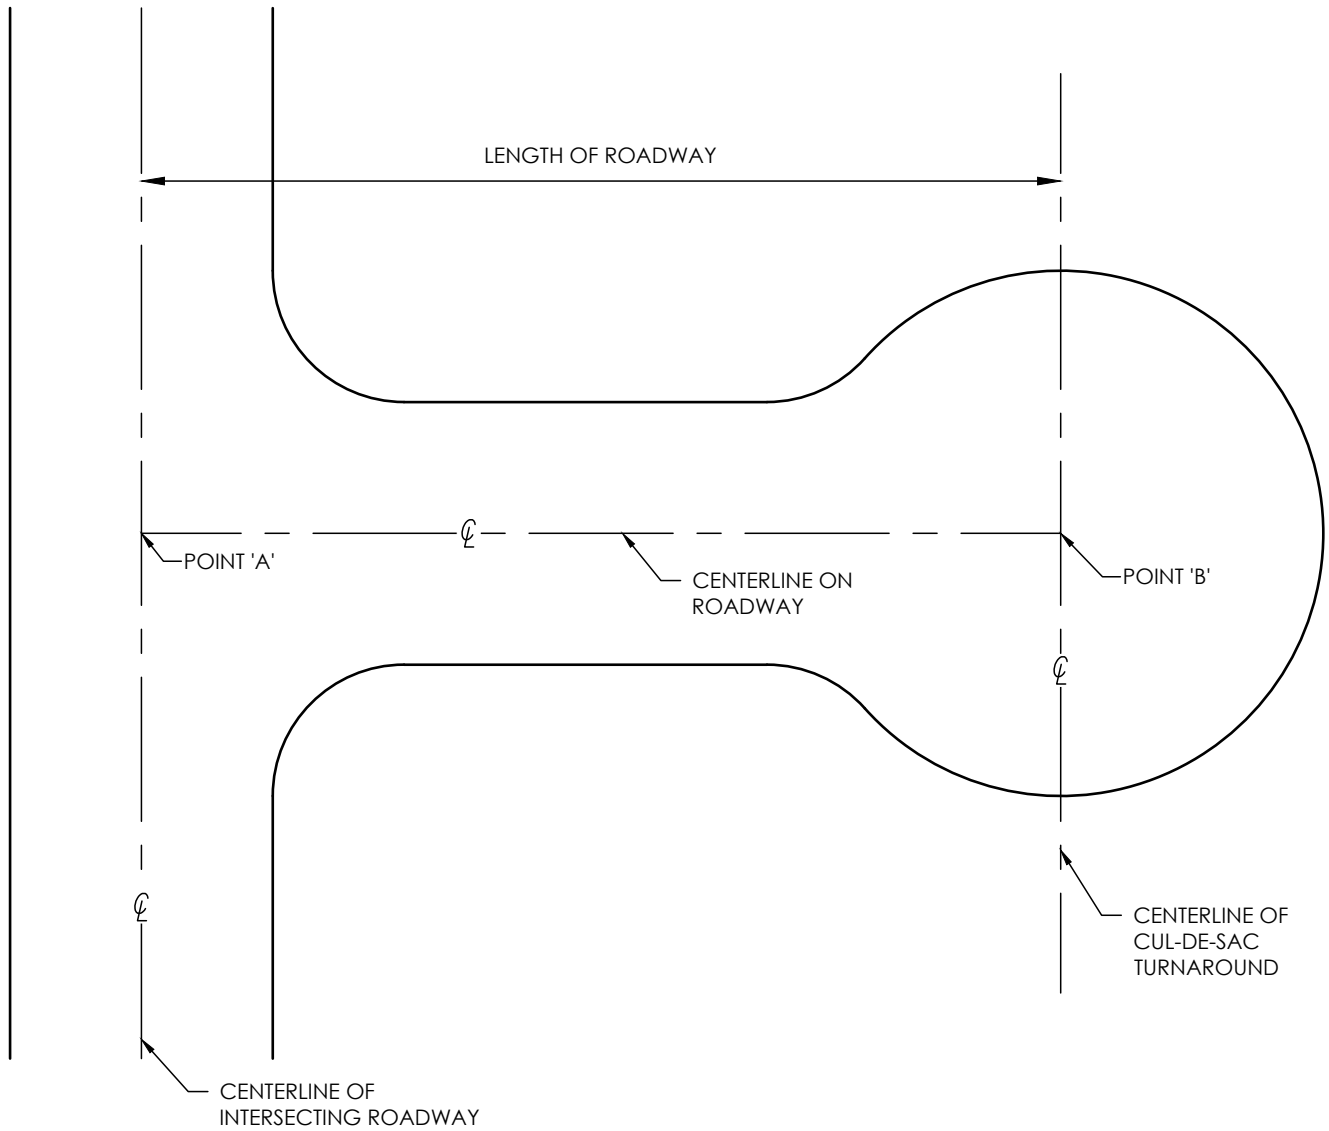 LENGTH OF ROADWAY
℄
POINT 'A'
CENTERLINE ON
ROADWAY
POINT 'B'
℄
℄
CENTERLINE OF
CUL-DE-SAC
TURNAROUND
CENTERLINE OF
INTERSECTING ROADWAY